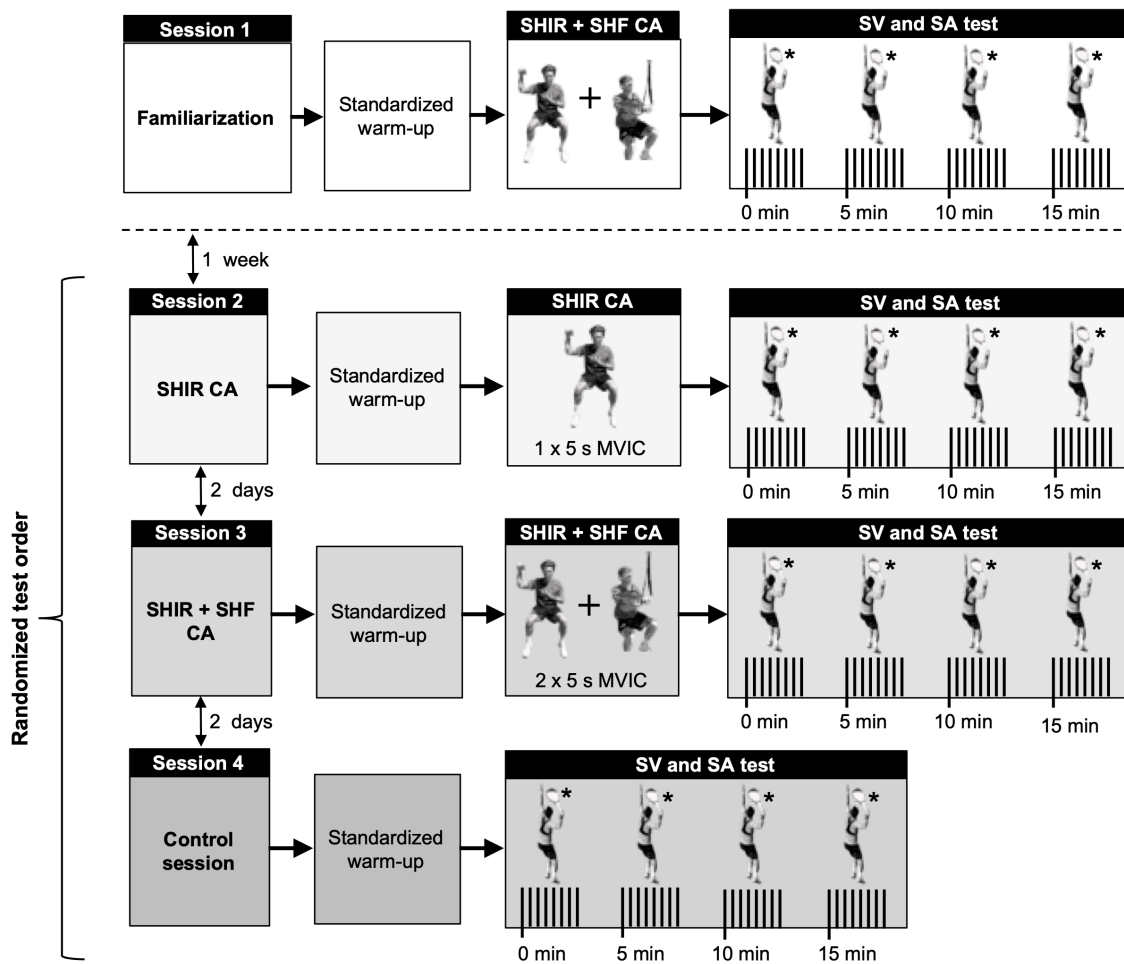 Session 1
Familiarization
Standardized
warm-up
SHIR + SHF CA
+
SV and SA test
* * * *
0 min 5 min 10 min 15 min
1 week
Randomized test order
Session 2
SHIR CA
Standardized
warm-up
SHIR CA
1 x 5 s MVIC
SV and SA test
* * * *
0 min 5 min 10 min 15 min
2 days
Session 3
SHIR + SHF
CA
Standardized
warm-up
SHIR + SHF CA
+
2 x 5 s MVIC
SV and SA test
* * * *
0 min 5 min 10 min 15 min
2 days
Session 4
Control
session
Standardized
warm-up
SV and SA test
* * * *
0 min 5 min 10 min 15 min